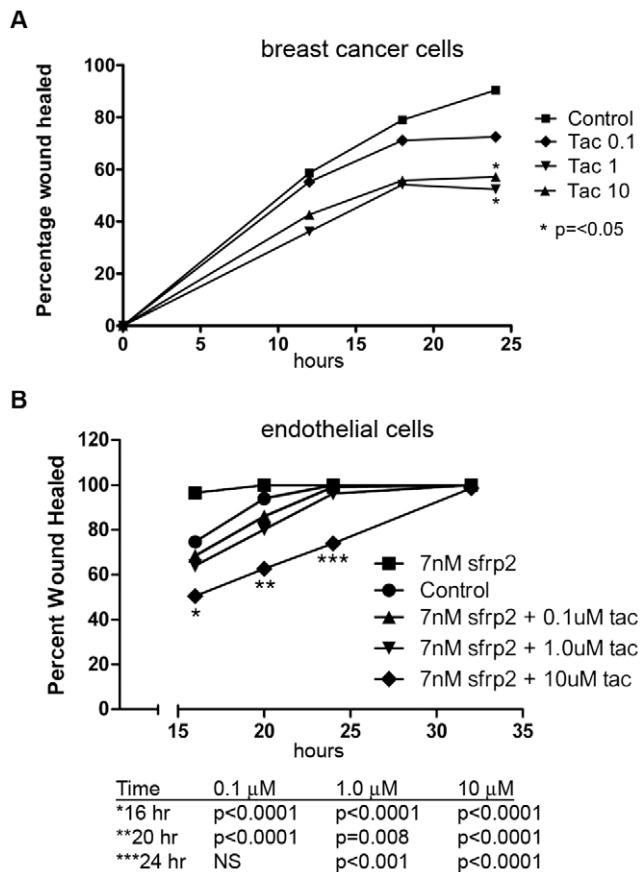 A
breast cancer cells
Percentage wound healed
100
80
60
40
20
0
0 5 10 15 20 25
hours
Control
Tac 0.1
Tac 1
Tac 10
* p=<0.05
*
*
B
endothelial cells
Percent Wound Healed
120
100
80
60
40
20
0
15 20 25 30 35
hours
*
**
***
7nM sfrp2
Control
7nM sfrp2 + 0.1uM tac
7nM sfrp2 + 1.0uM tac
7nM sfrp2 + 10uM tac
Time 0.1 μM 1.0 μM 10 μM
*16 hr p<0.0001 p<0.0001 p<0.0001
**20 hr p<0.0001 p=0.008 p<0.0001
***24 hr NS p<0.001 p<0.0001